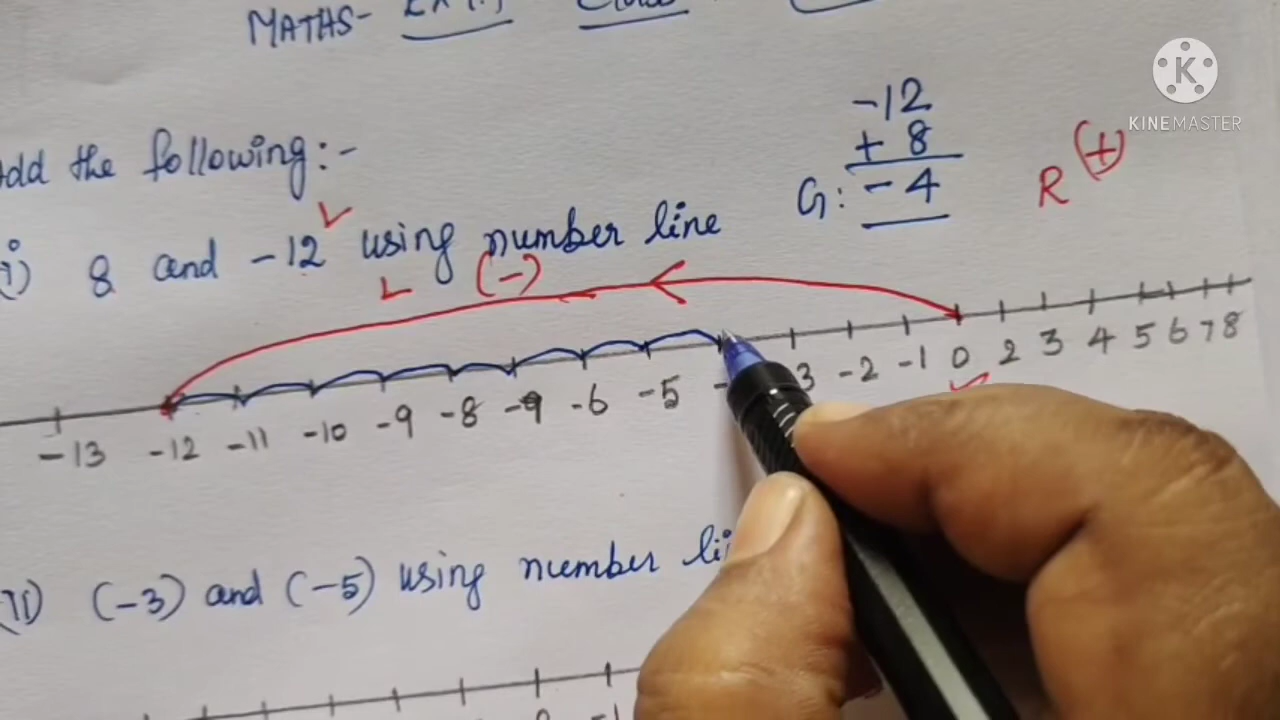 MATHS-
KINEMASTER
-12
+ 8
G: - 4
R (+)
Add the following:-
i) 8 and -12 using number line
(-)
-13 -12 -11 -10 -9 -8 -9 -6 -5 - 3 -2 -1 0 2 3 4 5 6 7 8
II) (-3) and (-5) using number li
0 -1